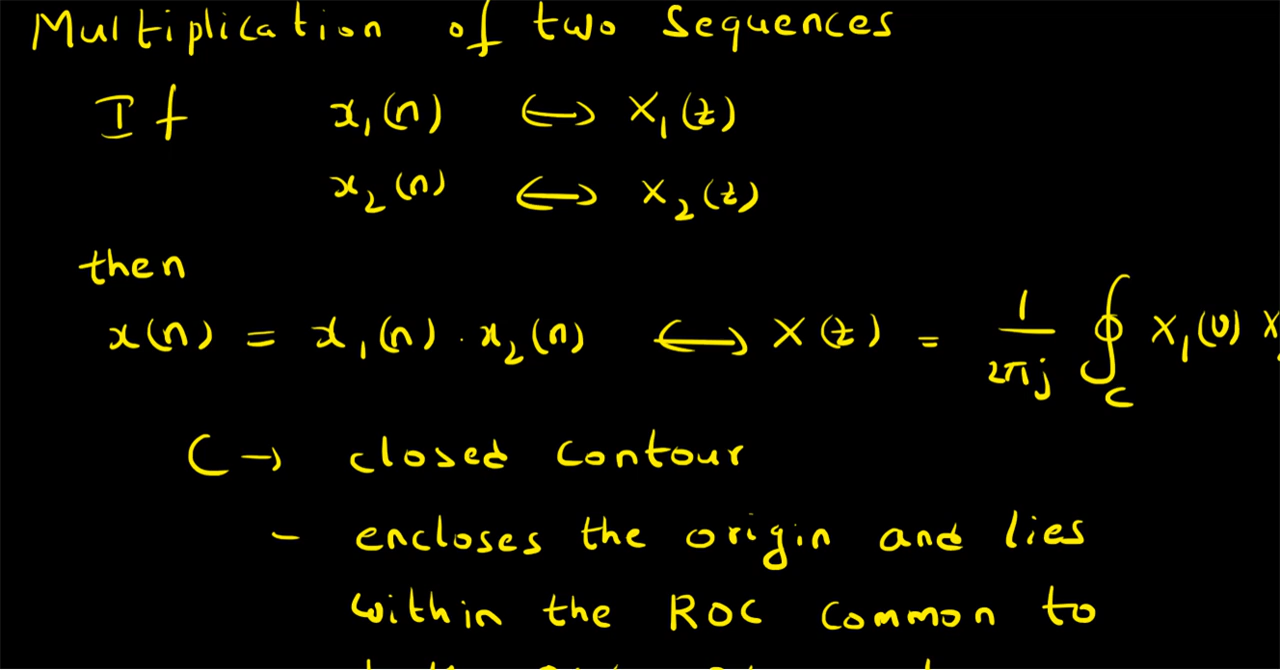 Multiplication of two Sequences
If x₁(n) ⟷ X₁(z)
x₂(n) ⟷ X₂(z)
then
x(n) = x₁(n) · x₂(n) ⟷ X(z) = 1/2πj ∮_C X₁(υ) X
C → closed contour
- encloses the origin and lies
within the ROC common to